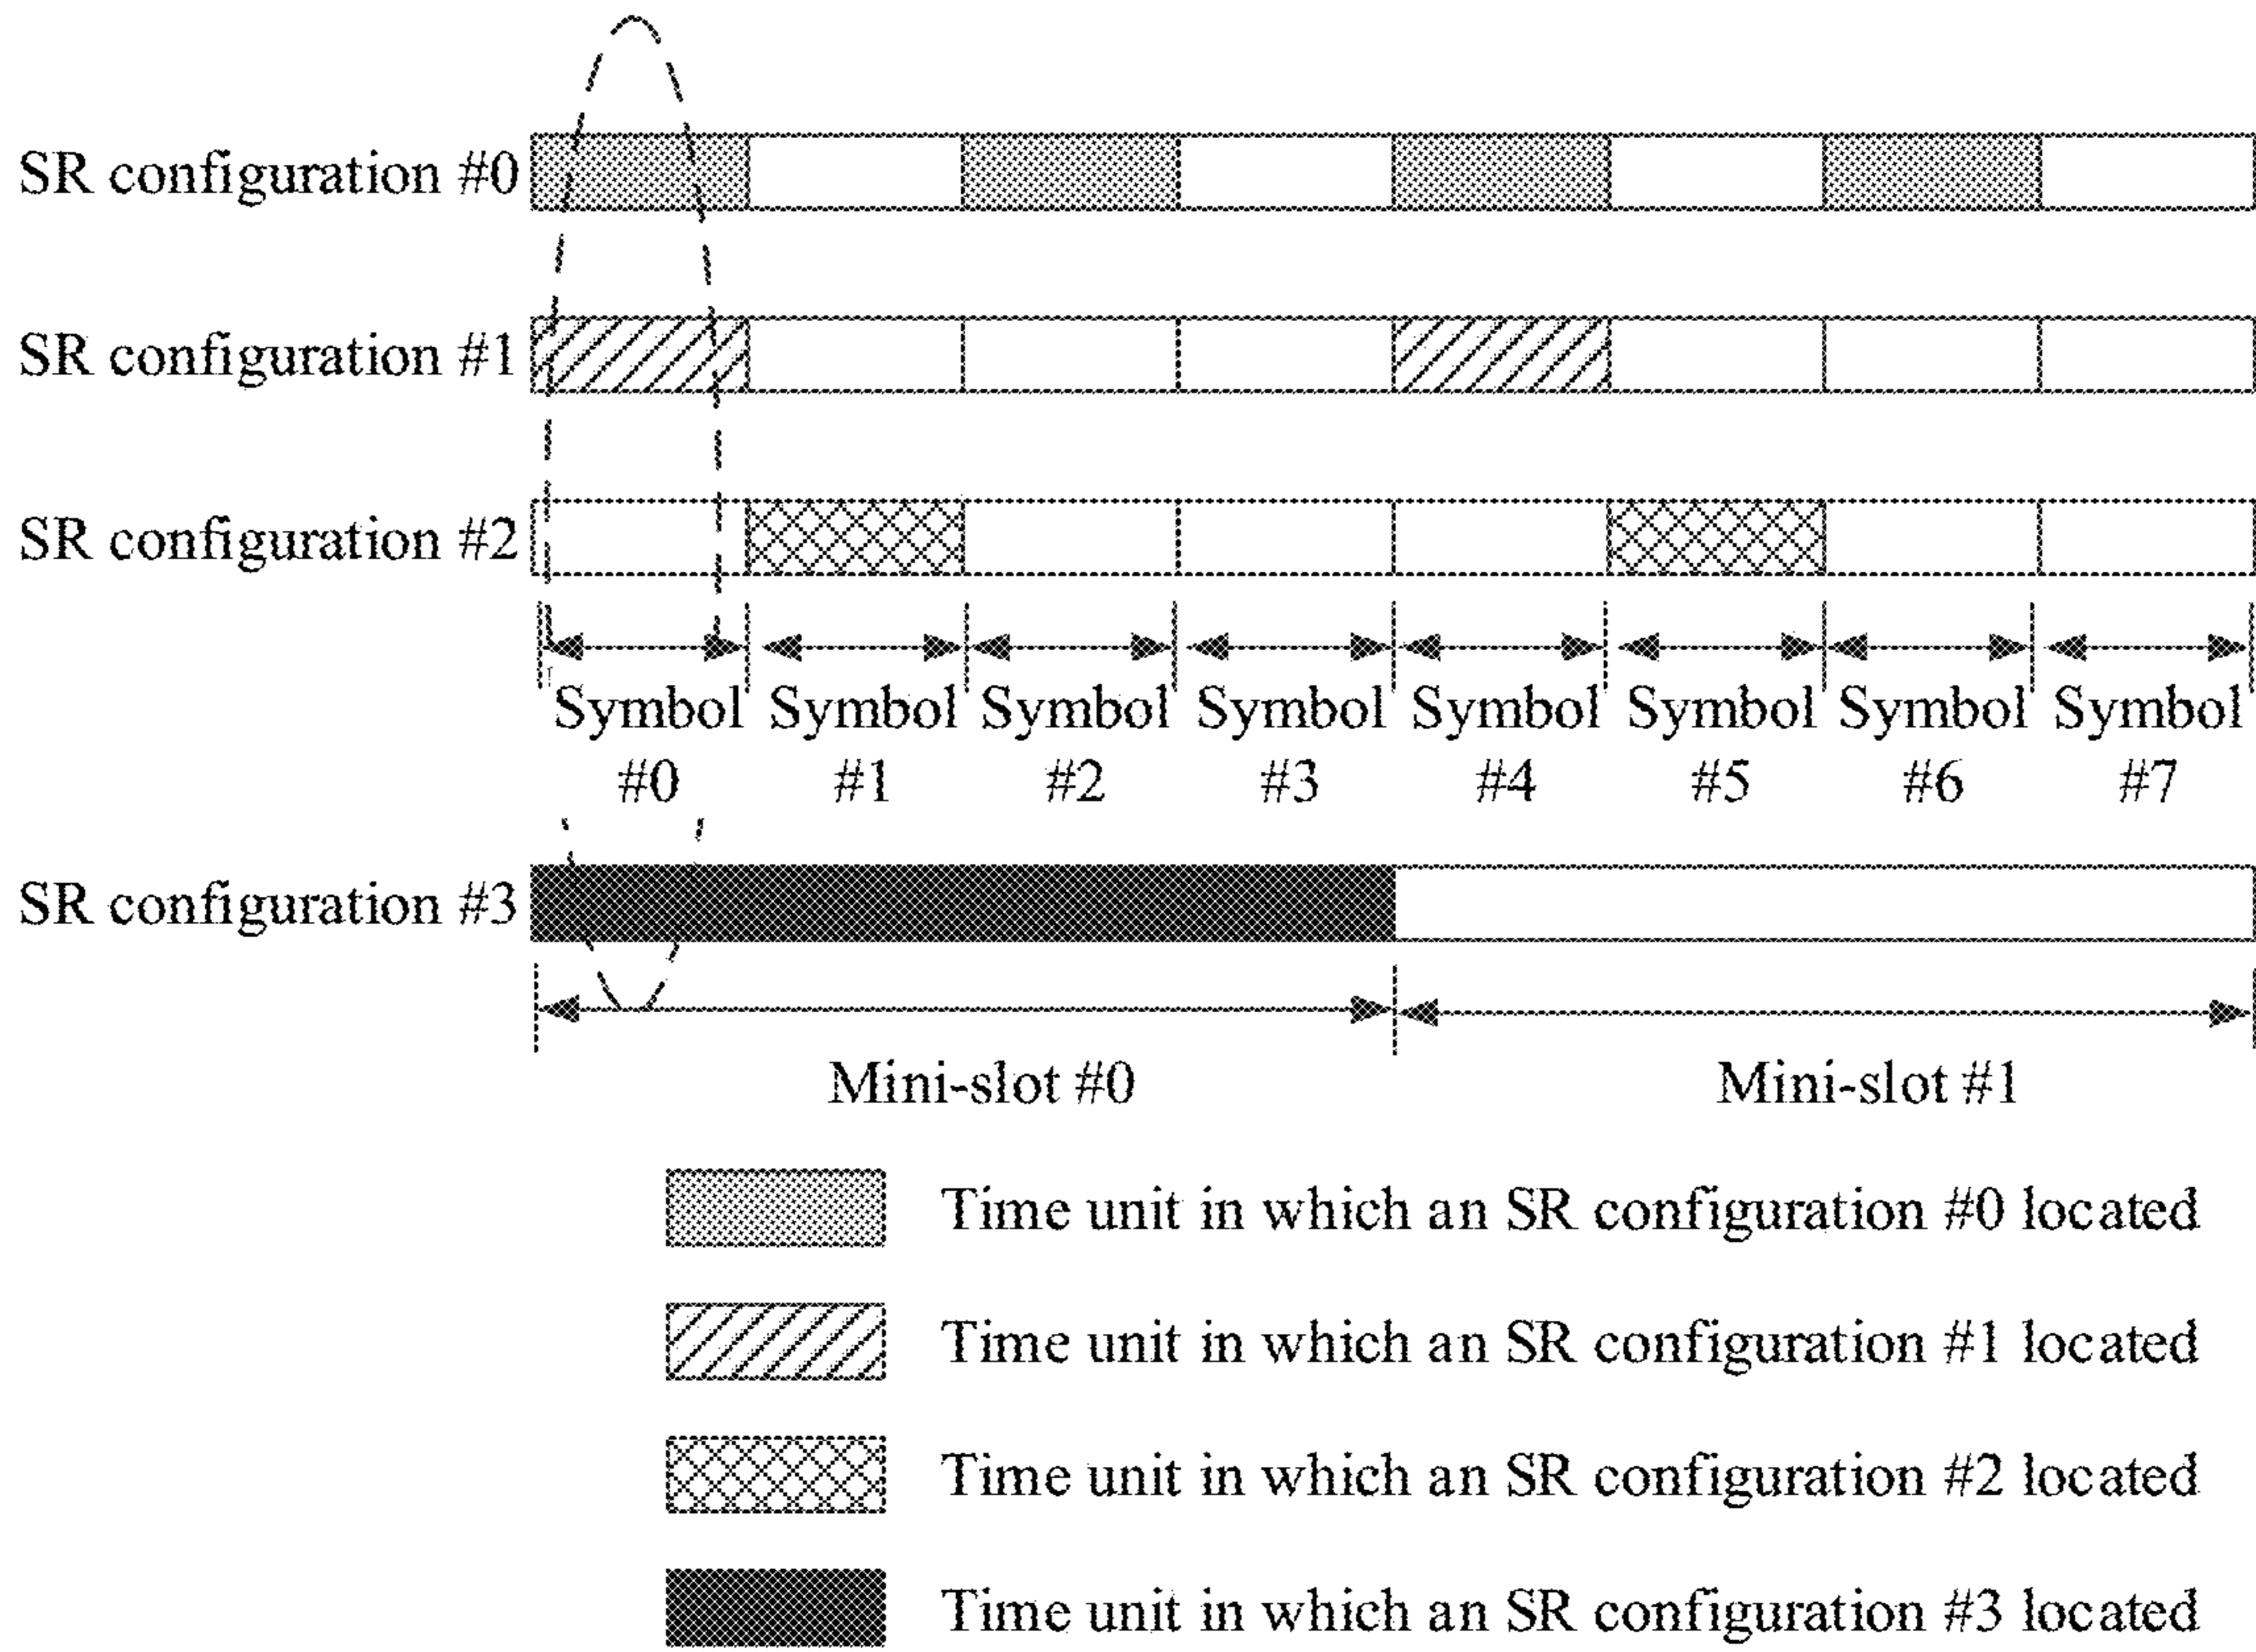 SR configuration #0
SR configuration #1
SR configuration #2
Symbol Symbol Symbol Symbol Symbol Symbol Symbol Symbol
#0 #1 #2 #3 #4 #5 #6 #7
SR configuration #3
Mini-slot #0 Mini-slot #1
Time unit in which an SR configuration #0 located
Time unit in which an SR configuration #1 located
Time unit in which an SR configuration #2 located
Time unit in which an SR configuration #3 located